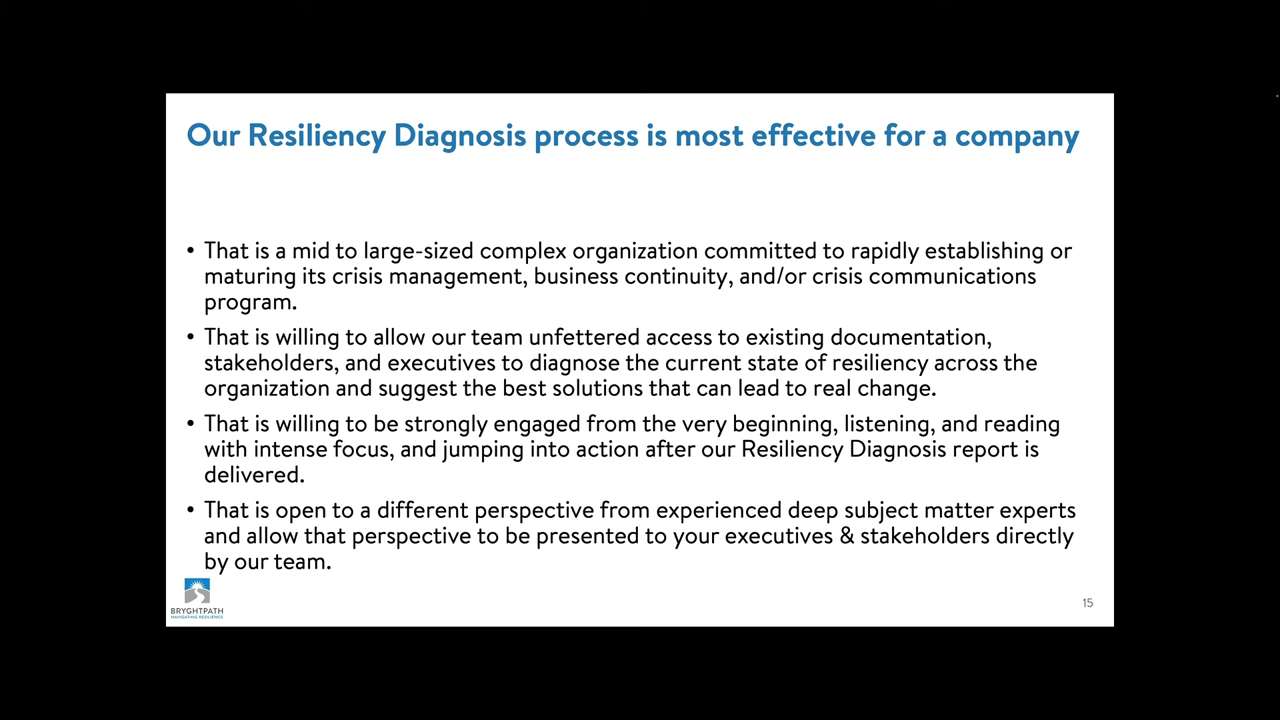 Our Resiliency Diagnosis process is most effective for a company
• That is a mid to large-sized complex organization committed to rapidly establishing or
maturing its crisis management, business continuity, and/or crisis communications
program.
• That is willing to allow our team unfettered access to existing documentation,
stakeholders, and executives to diagnose the current state of resiliency across the
organization and suggest the best solutions that can lead to real change.
• That is willing to be strongly engaged from the very beginning, listening, and reading
with intense focus, and jumping into action after our Resiliency Diagnosis report is
delivered.
• That is open to a different perspective from experienced deep subject matter experts
and allow that perspective to be presented to your executives & stakeholders directly
by our team.
BRYGHTPATH
NAVIGATING RESILIENCE
15